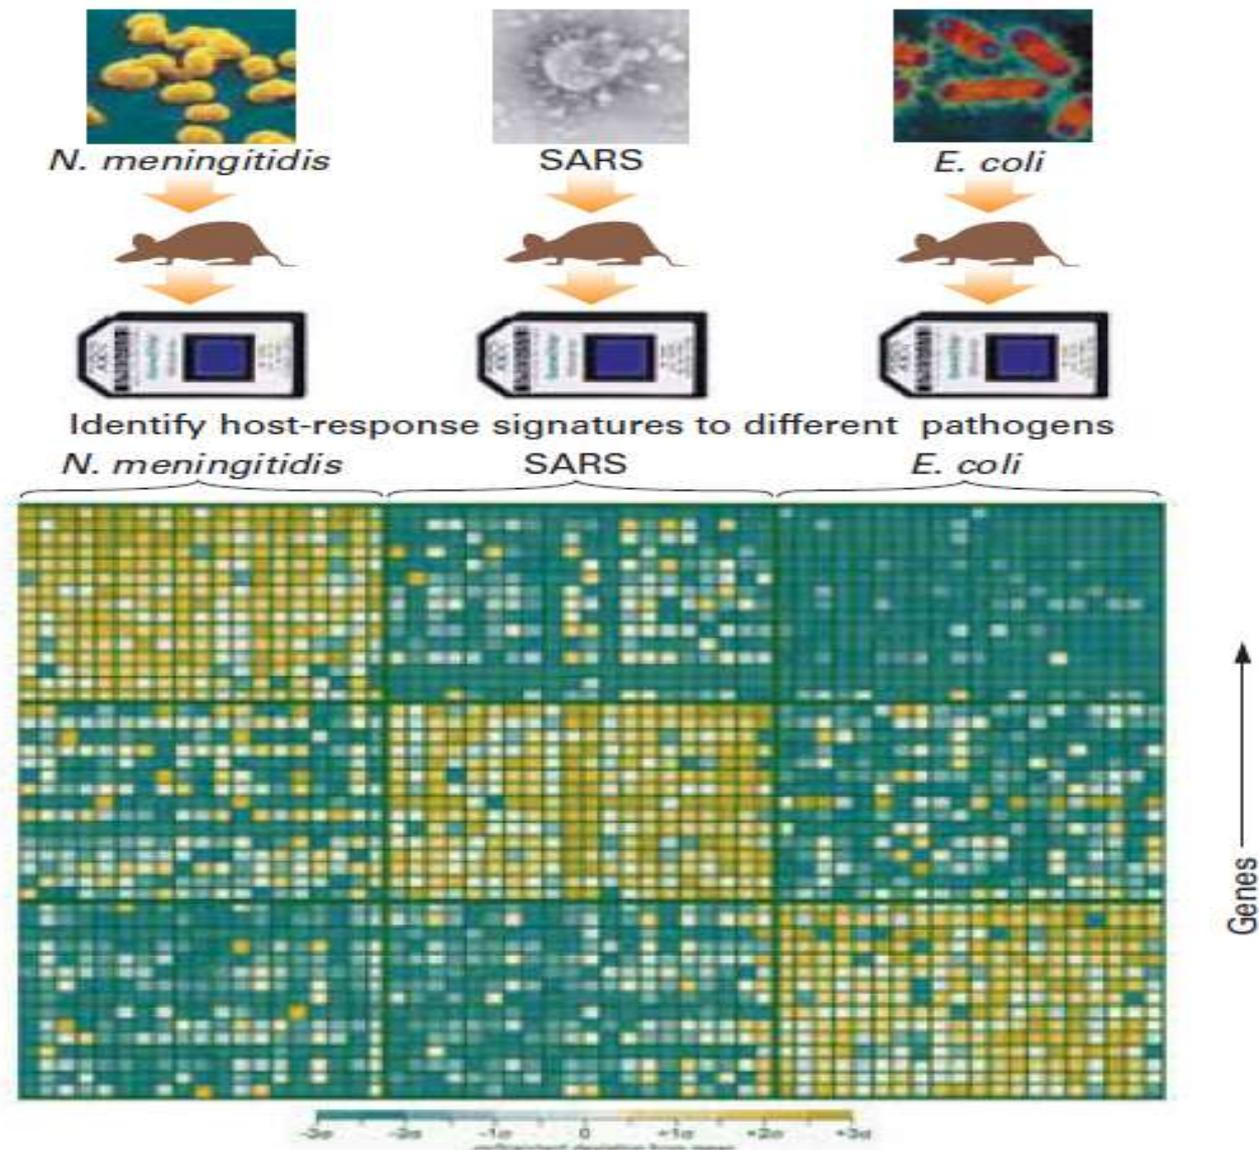 N. meningitidis SARS E. coli
Identify host-response signatures to different pathogens
N. meningitidis SARS E. coli
Genes
-3σ -2σ -1σ 0 +1σ +2σ +3σ